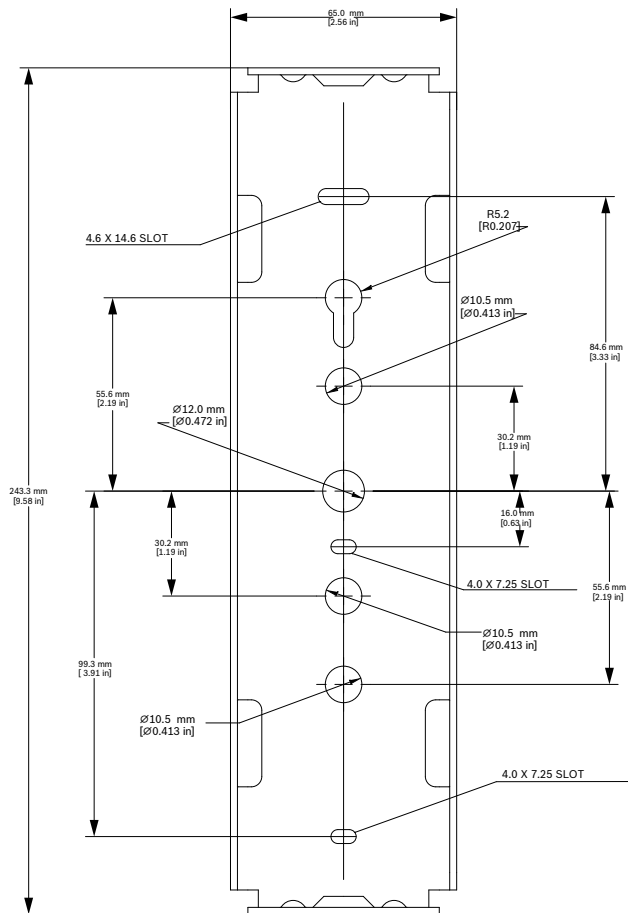 65.0 mm
[2.56 in]
4.6 X 14.6 SLOT
R5.2
[R0.207]
Ø10.5 mm
[Ø0.413 in]
84.6 mm
[3.33 in]
55.6 mm
[2.19 in]
Ø12.0 mm
[Ø0.472 in]
30.2 mm
[1.19 in]
243.3 mm
[9.58 in]
16.0 mm
[0.63 in]
30.2 mm
[1.19 in]
4.0 X 7.25 SLOT
55.6 mm
[2.19 in]
Ø10.5 mm
[Ø0.413 in]
99.3 mm
[ 3.91 in]
Ø10.5 mm
[Ø0.413 in]
4.0 X 7.25 SLOT